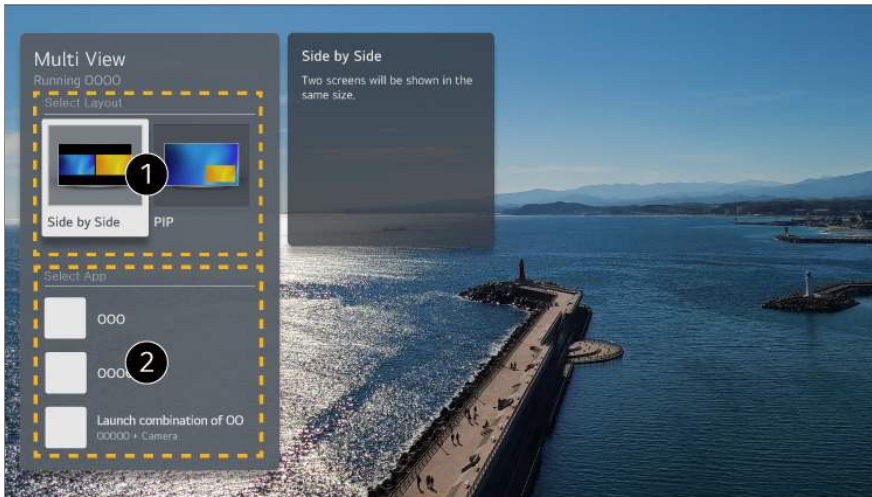 Multi View
Running OOOO
Select Layout
1
Side by Side
PIP
Select App
OOO
OOOO
2
Launch combination of OO
OOOOO + Camera
Side by Side
Two screens will be shown in the
same size.